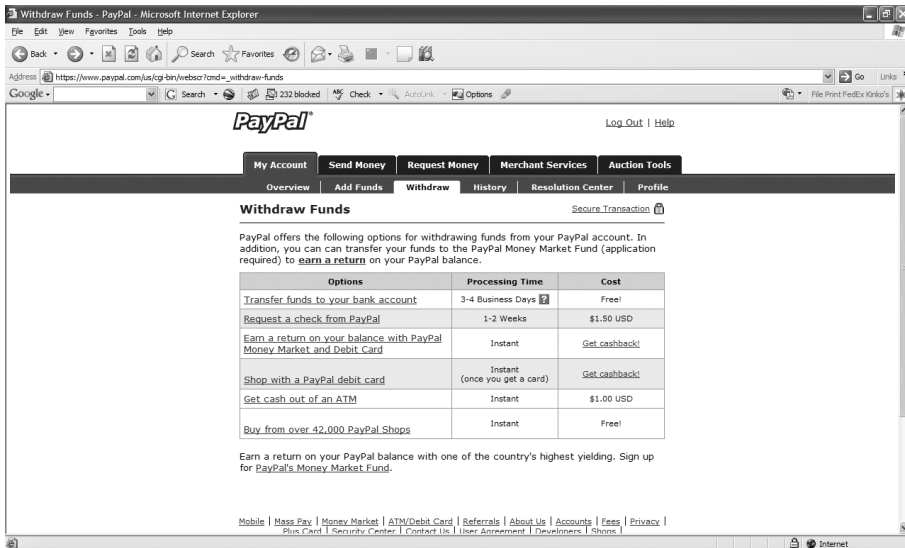 Withdraw Funds - PayPal - Microsoft Internet Explorer
File Edit View Favorites Tools Help
Back Search Favorites
Address https://www.paypal.com/us/cgi-bin/webscr?cmd=_withdraw-funds Go Links
Google Search 232 blocked ABC Check AutoLink Options File Print FedEx Kinko's
PayPal
Log Out | Help
My Account Send Money Request Money Merchant Services Auction Tools
Overview | Add Funds Withdraw History | Resolution Center | Profile
Withdraw Funds Secure Transaction
PayPal offers the following options for withdrawing funds from your PayPal account. In
addition, you can can transfer your funds to the PayPal Money Market Fund (application
required) to earn a return on your PayPal balance.
Options Processing Time Cost
Transfer funds to your bank account 3-4 Business Days ? Free!
Request a check from PayPal 1-2 Weeks $1.50 USD
Earn a return on your balance with PayPal
Money Market and Debit Card Instant Get cashback!
Shop with a PayPal debit card Instant
(once you get a card) Get cashback!
Get cash out of an ATM Instant $1.00 USD
Buy from over 42,000 PayPal Shops Instant Free!
Earn a return on your PayPal balance with one of the country's highest yielding. Sign up
for PayPal's Money Market Fund.
Mobile | Mass Pay | Money Market | ATM/Debit Card | Referrals | About Us | Accounts | Fees | Privacy |
Plus Card | Security Center | Contact Us | User Agreement | Developers | Shops |
Internet